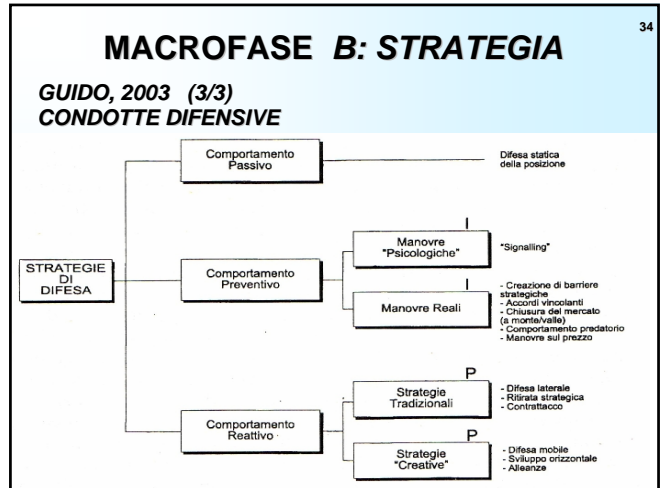 34
MACROFASE B: STRATEGIA
GUIDO, 2003 (3/3)
CONDOTTE DIFENSIVE
Comportamento
Passivo
Difesa statica
della posizione
STRATEGIE
DI
DIFESA
Comportamento
Preventivo
I
Manovre
"Psicologiche"
"Signalling"
I
Manovre Reali
- Creazione di barriere
strategiche
- Accordi vincolanti
- Chiusura del mercato
(a monte/valle)
- Comportamento predatorio
- Manovre sul prezzo
Comportamento
Reattivo
P
Strategie
Tradizionali
- Difesa laterale
- Ritirata strategica
- Contrattacco
P
Strategie
"Creative"
- Difesa mobile
- Sviluppo orizzontale
- Alleanze